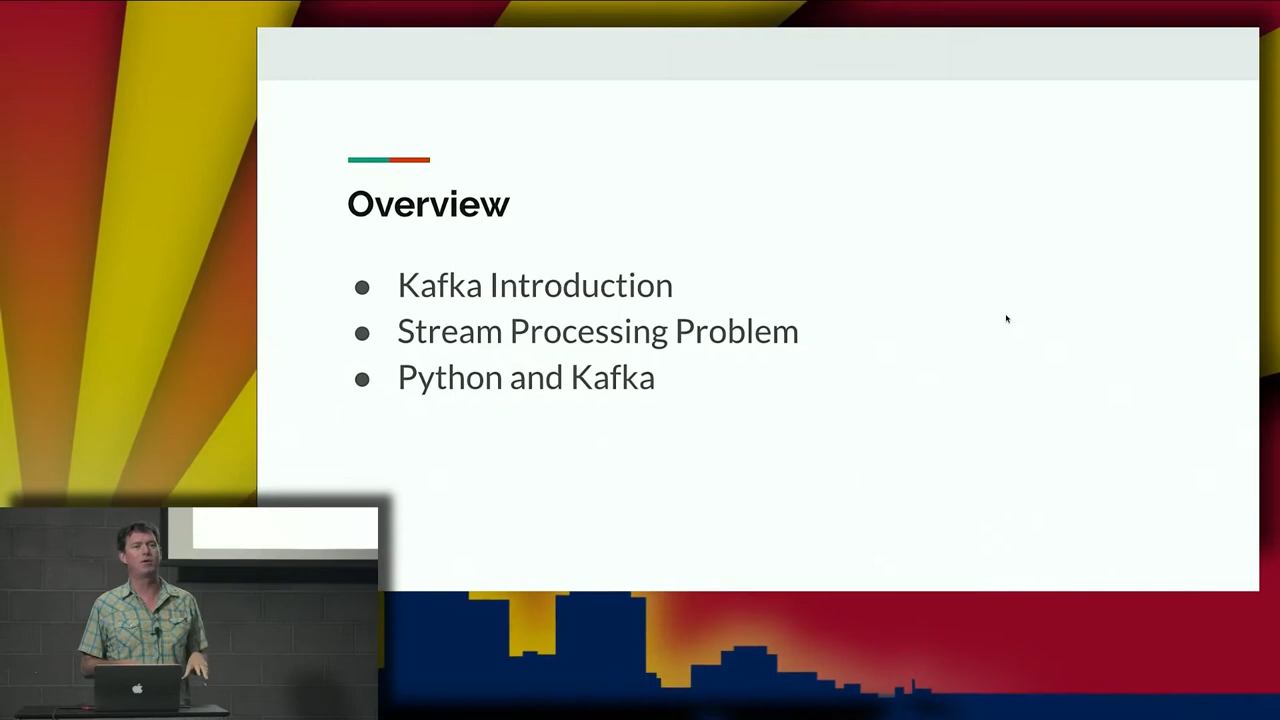 Overview
Kafka Introduction
Stream Processing Problem
Python and Kafka